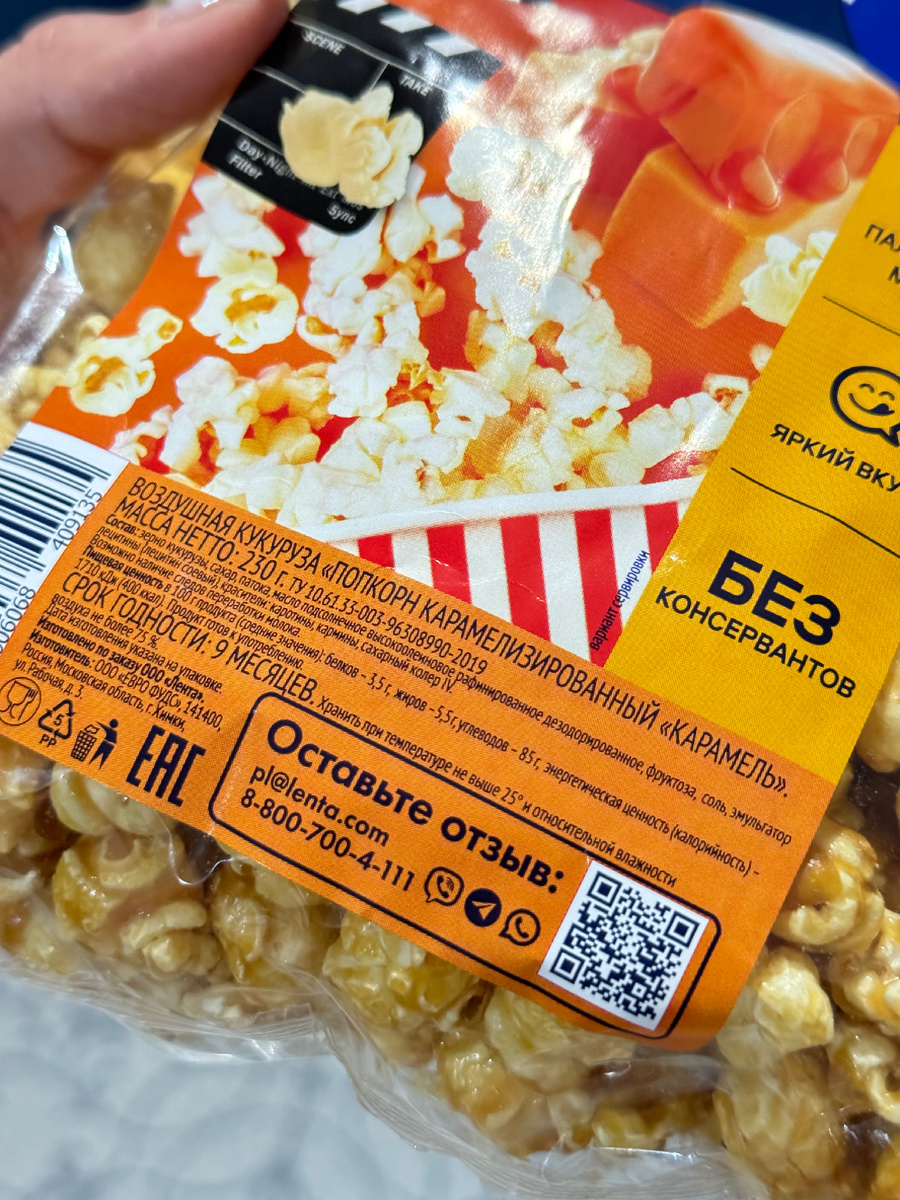 SCENE
TAKE
Day-Night
Filter
Sync
МАСЛА
ЯРКИЙ ВКУ
БЕЗ
КОНСЕРВАНТОВ
вариант сервировки
409135
ВОЗДУШНАЯ КУКУРУЗА «ПОПКОРН КАРАМЕЛИЗИРОВАННЫЙ «КАРАМЕЛЬ».
МАССА НЕТТО: 230 г. ТУ 10.61.33-003-96308990-2019
Состав: зерно кукурузы, сахар, патока, масло подсолнечное высокоолеиновое рафинированное дезодорированное, фруктоза, соль, эмульгатор
лецитины (лецитин соевый), красители: каротины, кармины, сахарный колер IV.
Возможно наличие следов переработки молока.
Пищевая ценность в 100 г продукта (средние значения): белков – 3,5 г, жиров – 5,5 г, углеводов – 85 г, энергетическая ценность (калорийность) –
1710 кДж (400 ккал). Продукт готов к употреблению.
СРОК ГОДНОСТИ: 9 МЕСЯЦЕВ. Хранить при температуре не выше 25° и относительной влажности
воздуха не более 75 %.
Дата изготовления указана на упаковке.
Изготовлено по заказу ООО «Лента».
Изготовитель: ООО «ЕВРО ФУДС», 141400,
Россия, Московская область, г. Химки,
ул. Рабочая, д. 3.
5
PP
EAC
Оставьте отзыв:
pl@lenta.com
8-800-700-4-111